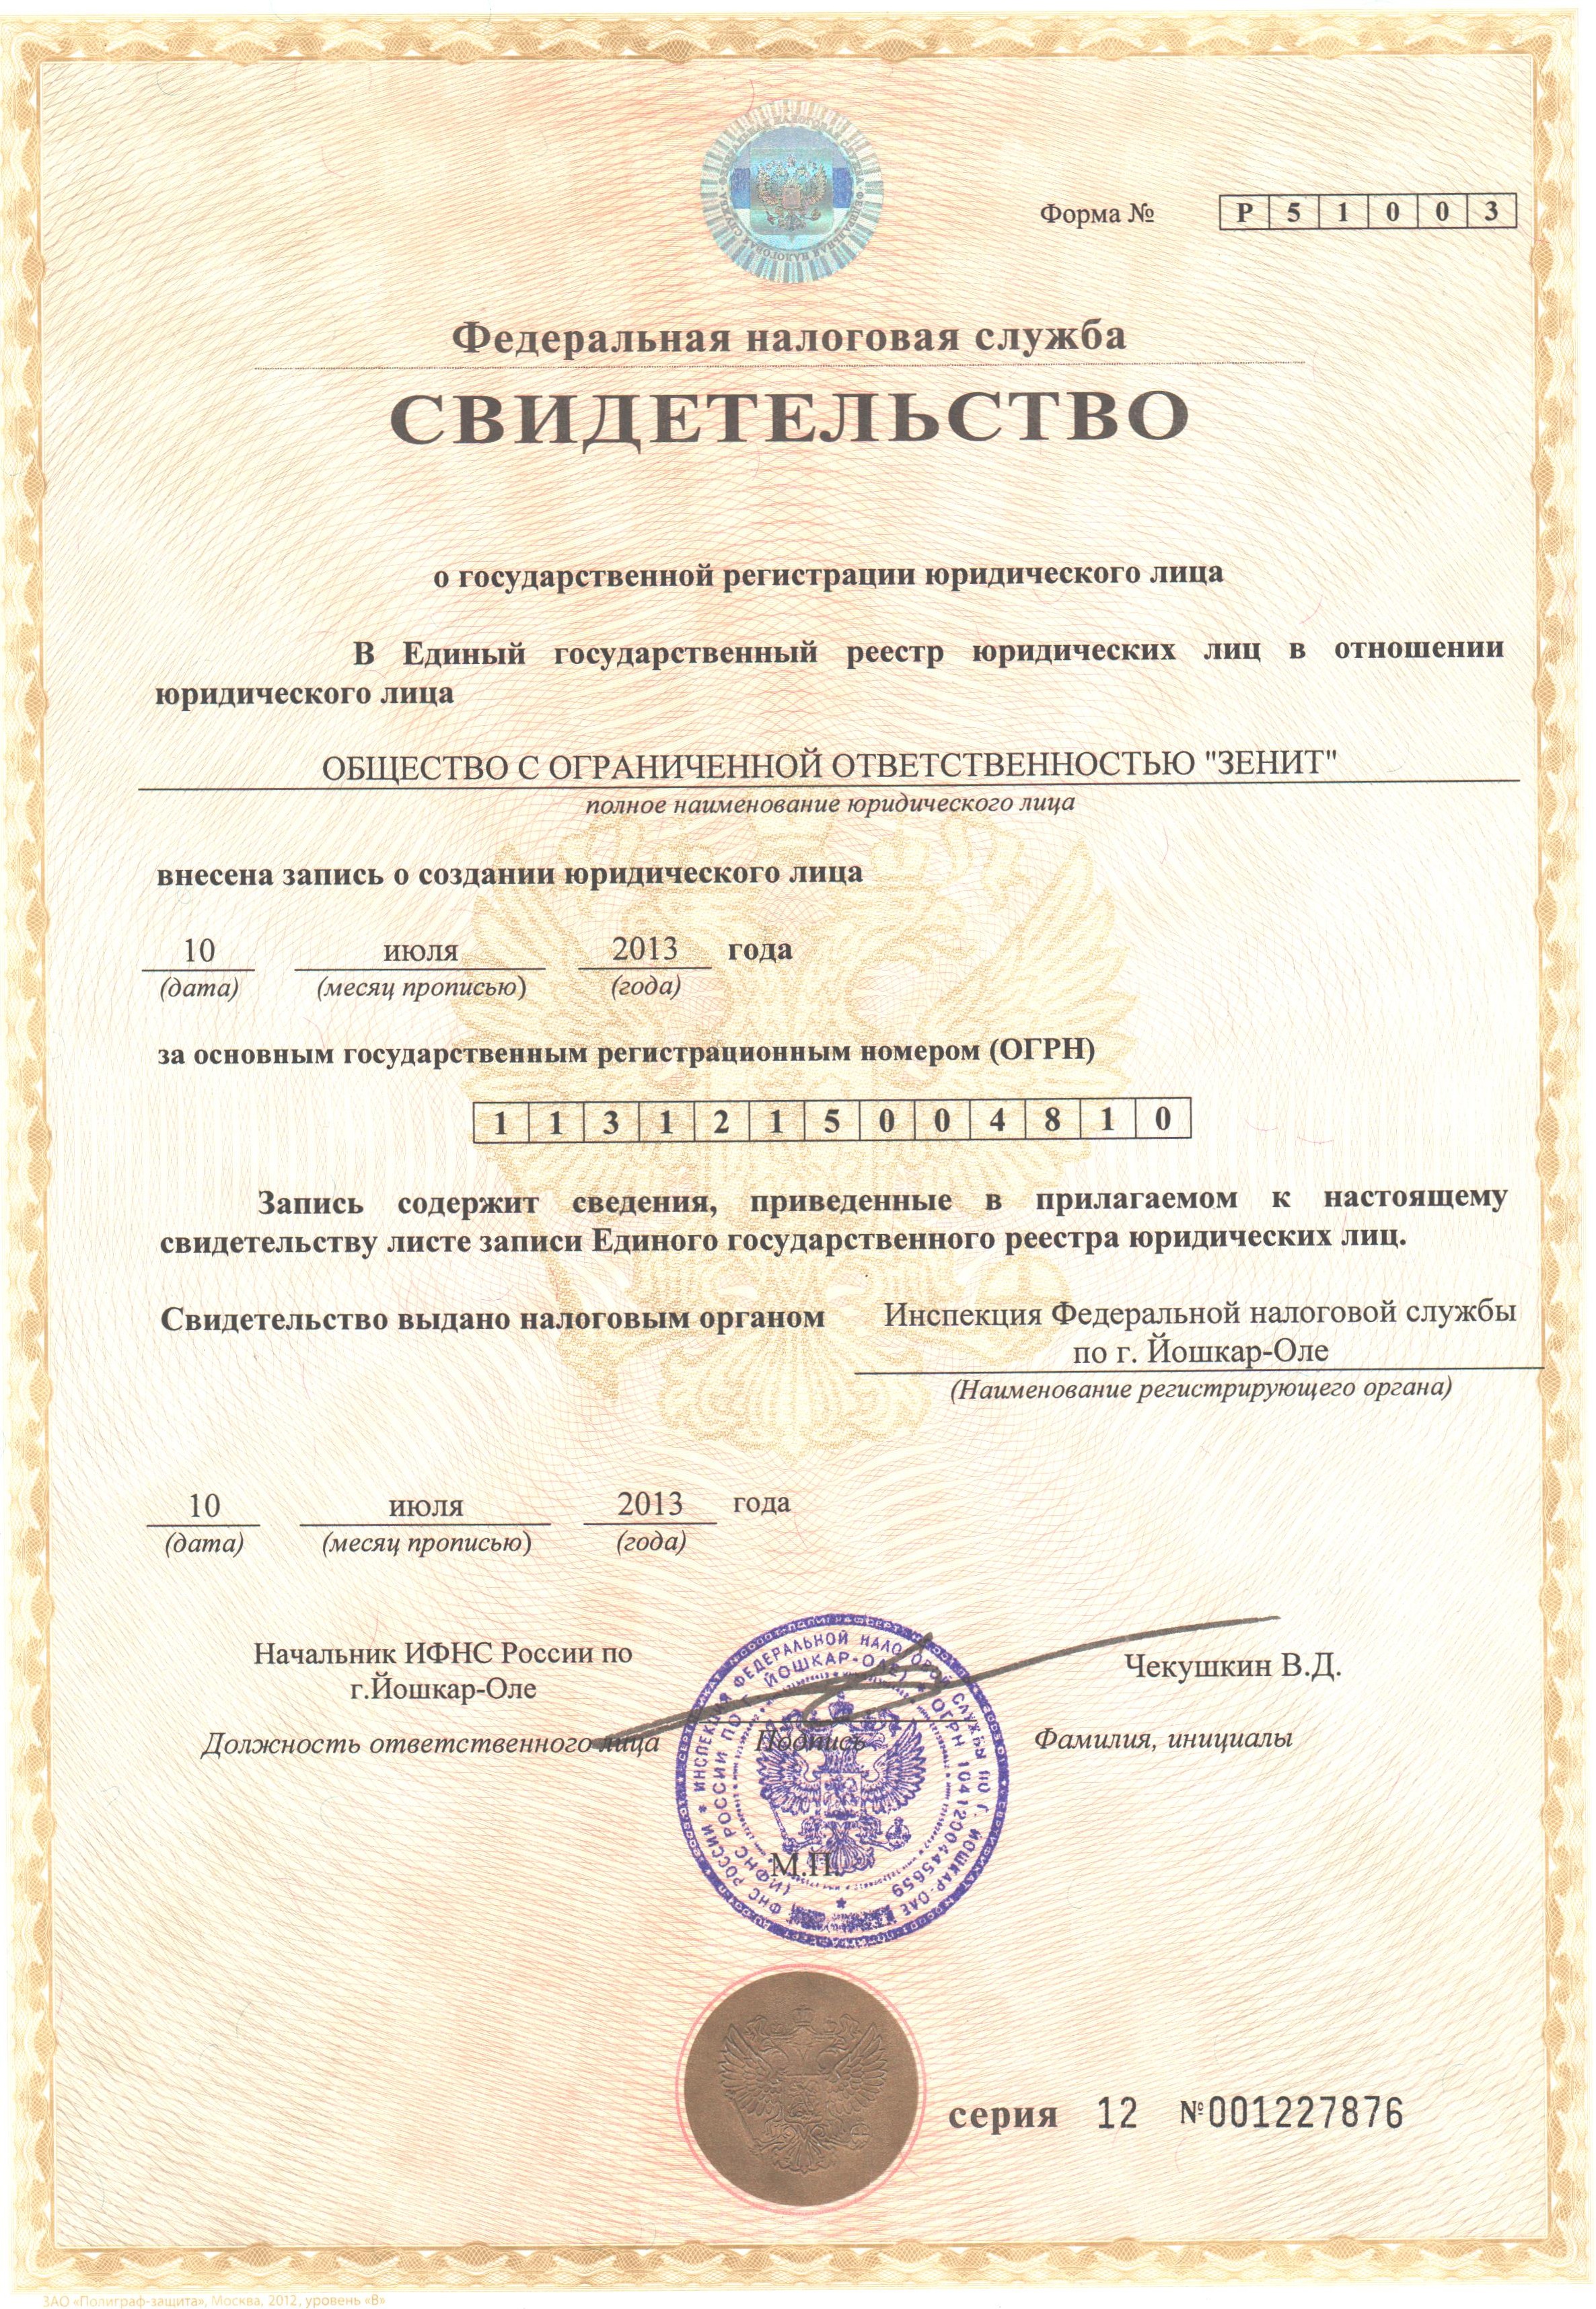 Форма № Р 5 1 0 0 3
Федеральная налоговая служба
СВИДЕТЕЛЬСТВО
о государственной регистрации юридического лица
В Единый государственный реестр юридических лиц в отношении
юридического лица
ОБЩЕСТВО С ОГРАНИЧЕННОЙ ОТВЕТСТВЕННОСТЬЮ "ЗЕНИТ"
полное наименование юридического лица
внесена запись о создании юридического лица
10 июля 2013 года
(дата) (месяц прописью) (года)
за основным государственным регистрационным номером (ОГРН)
1 1 3 1 2 1 5 0 0 4 8 1 0
Запись содержит сведения, приведенные в прилагаемом к настоящему
свидетельству листе записи Единого государственного реестра юридических лиц.
Свидетельство выдано налоговым органом Инспекция Федеральной налоговой службы
по г. Йошкар-Оле
(Наименование регистрирующего органа)
10 июля 2013 года
(дата) (месяц прописью) (года)
Начальник ИФНС России по
г.Йошкар-Оле
Чекушкин В.Д.
Должность ответственного лица Подпись Фамилия, инициалы
ИНСПЕКЦИЯ ФЕДЕРАЛЬНОЙ НАЛОГОВОЙ СЛУЖБЫ ПО Г. ЙОШКАР-ОЛЕ
(ИФНС РОССИИ ПО Г. ЙОШКАР-ОЛЕ) * ОГРН 1041200445659
ФНС РОССИИ *
М.П.
серия 12 №001227876
ЗАО «Полиграф-защита», Москва, 2012, уровень «В»